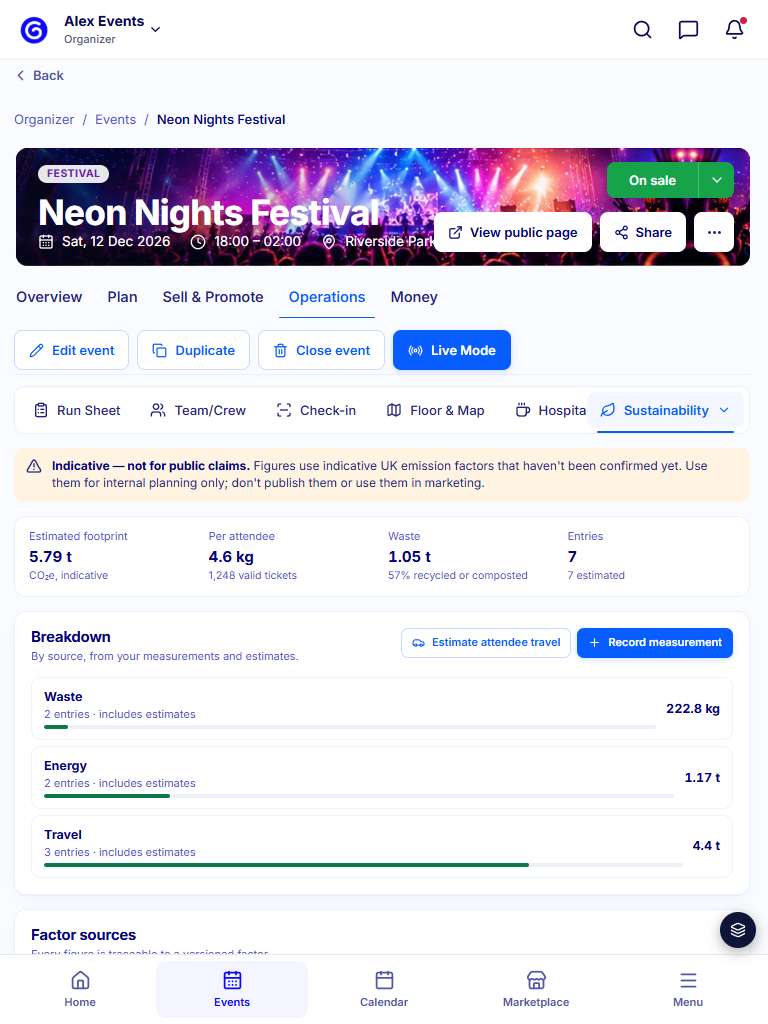 Alex Events
Organizer
Back
Organizer / Events / Neon Nights Festival
FESTIVAL
On sale
Neon Nights Festival
Sat, 12 Dec 2026 18:00 – 02:00 Riverside Park
View public page
Share
Overview Plan Sell & Promote Operations Money
Edit event Duplicate Close event Live Mode
Run Sheet Team/Crew Check-in Floor & Map Hospita Sustainability
Indicative — not for public claims. Figures use indicative UK emission factors that haven't been confirmed yet. Use
them for internal planning only; don't publish them or use them in marketing.
Estimated footprint Per attendee Waste Entries
5.79 t 4.6 kg 1.05 t 7
CO₂e, indicative 1,248 valid tickets 57% recycled or composted 7 estimated
Breakdown
By source, from your measurements and estimates.
Estimate attendee travel
Record measurement
Waste
2 entries · includes estimates
222.8 kg
Energy
2 entries · includes estimates
1.17 t
Travel
3 entries · includes estimates
4.4 t
Factor sources
Every figure is traceable to a versioned factor.
Home Events Calendar Marketplace Menu